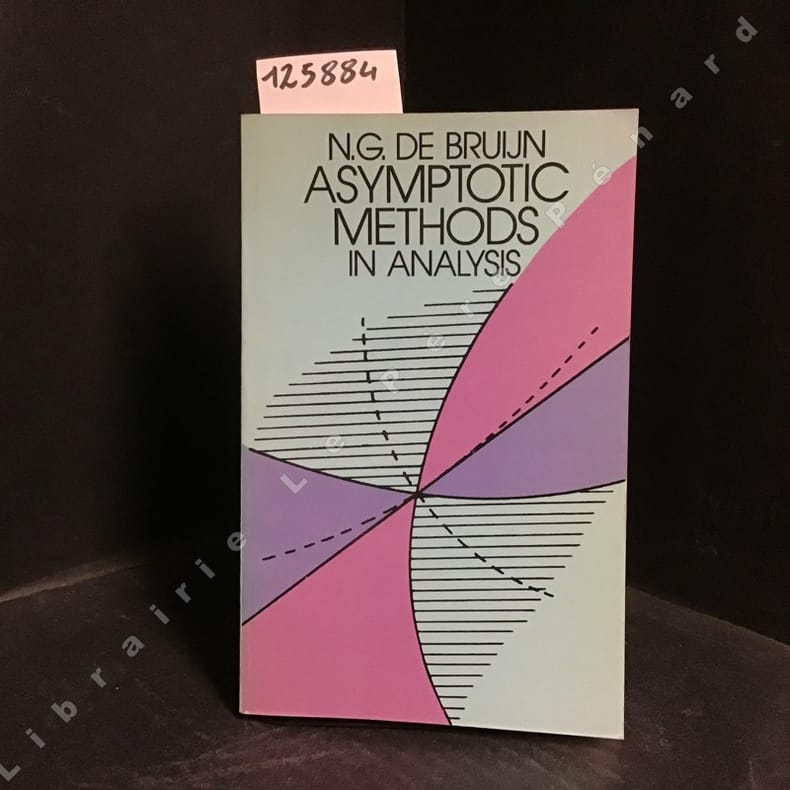 125884
N.G. DE BRUIJN
ASYMPTOTIC
METHODS
IN ANALYSIS
Librairie Le Père Pénard